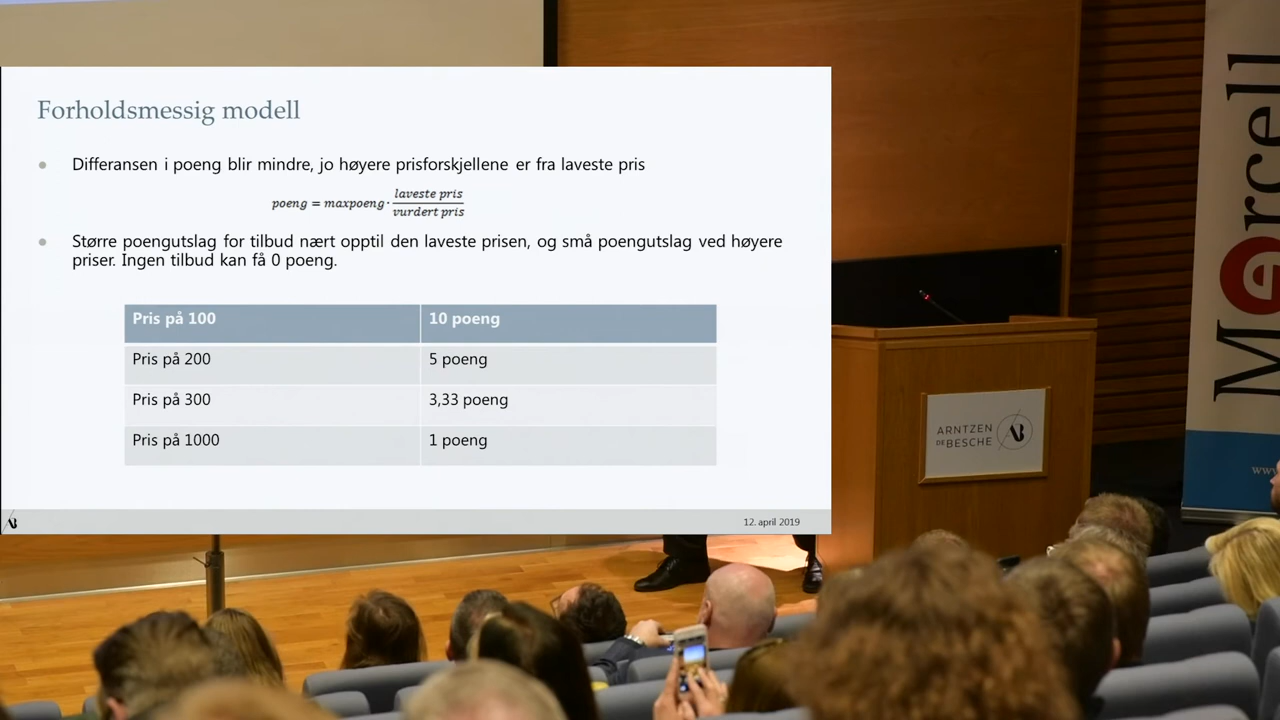 Forholdsmessig modell
Differansen i poeng blir mindre, jo høyere prisforskjellene er fra laveste pris
poeng = maxpoeng · laveste pris / vurdert pris
Større poengutslag for tilbud nært opptil den laveste prisen, og små poengutslag ved høyere
priser. Ingen tilbud kan få 0 poeng.
Pris på 100 10 poeng
Pris på 200 5 poeng
Pris på 300 3,33 poeng
Pris på 1000 1 poeng
12. april 2019
ARNTZEN
DE BESCHE
Mercell
www